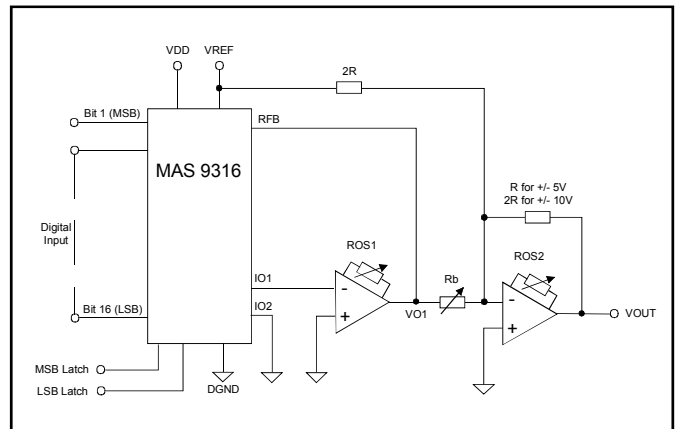 VDD
VREF
2R
Bit 1 (MSB)
RFB
MAS 9316
R for +/- 5V
2R for +/- 10V
Digital
Input
ROS1
ROS2
IO1
Rb
-
-
IO2
Bit 16 (LSB)
+
VO1
+
VOUT
MSB Latch
LSB Latch
DGND